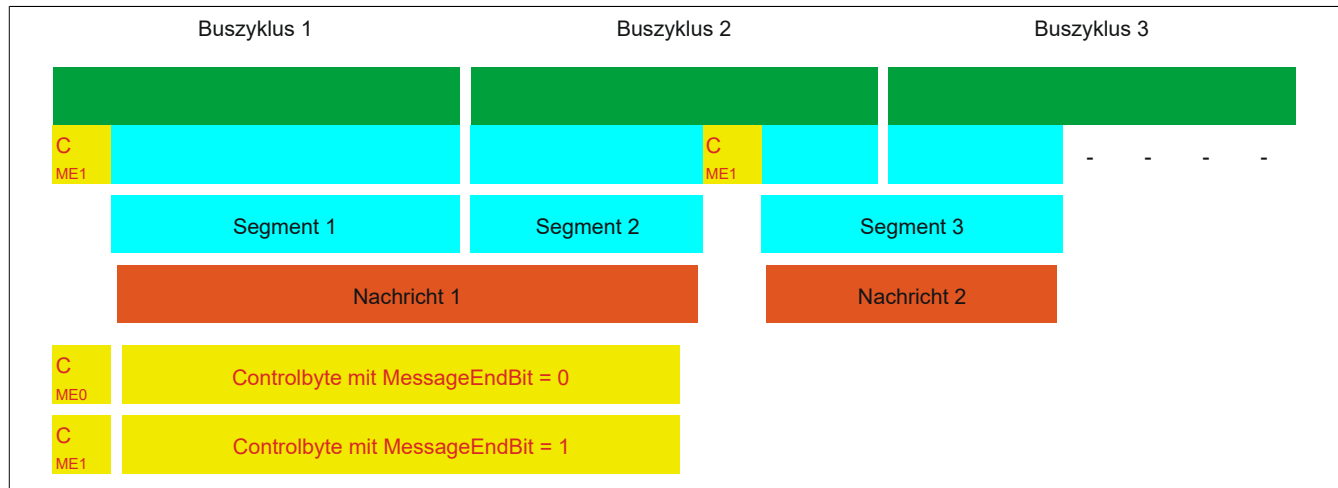 Buszyklus 1 Buszyklus 2 Buszyklus 3
C C
ME1 ME1 - - - -
Segment 1 Segment 2 Segment 3
Nachricht 1 Nachricht 2
C
ME0
Controlbyte mit MessageEndBit = 0
C
ME1
Controlbyte mit MessageEndBit = 1